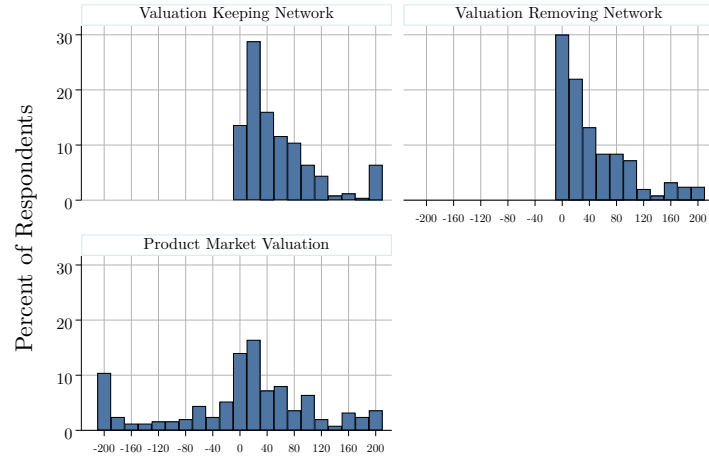 Valuation Keeping Network
Valuation Removing Network
30
20
10
0
-200 -160 -120 -80 -40 0 40 80 120 160 200
Product Market Valuation
30
20
10
0
-200 -160 -120 -80 -40 0 40 80 120 160 200
Percent of Respondents